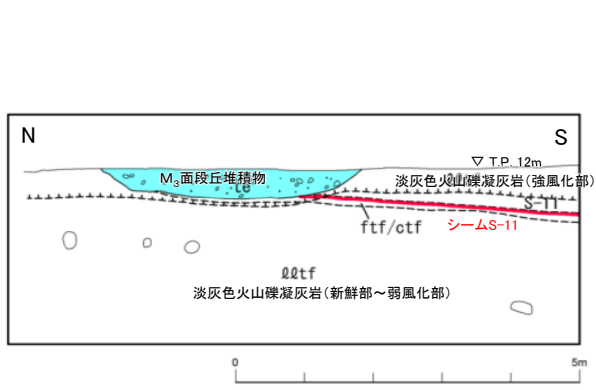 N
S
▽ T.P. 12m
M3面段丘堆積物
te
淡灰色火山礫凝灰岩(強風化部)
S-11
ftf/ctf
シームS-11
ℓℓtf
淡灰色火山礫凝灰岩(新鮮部～弱風化部)
0
5m